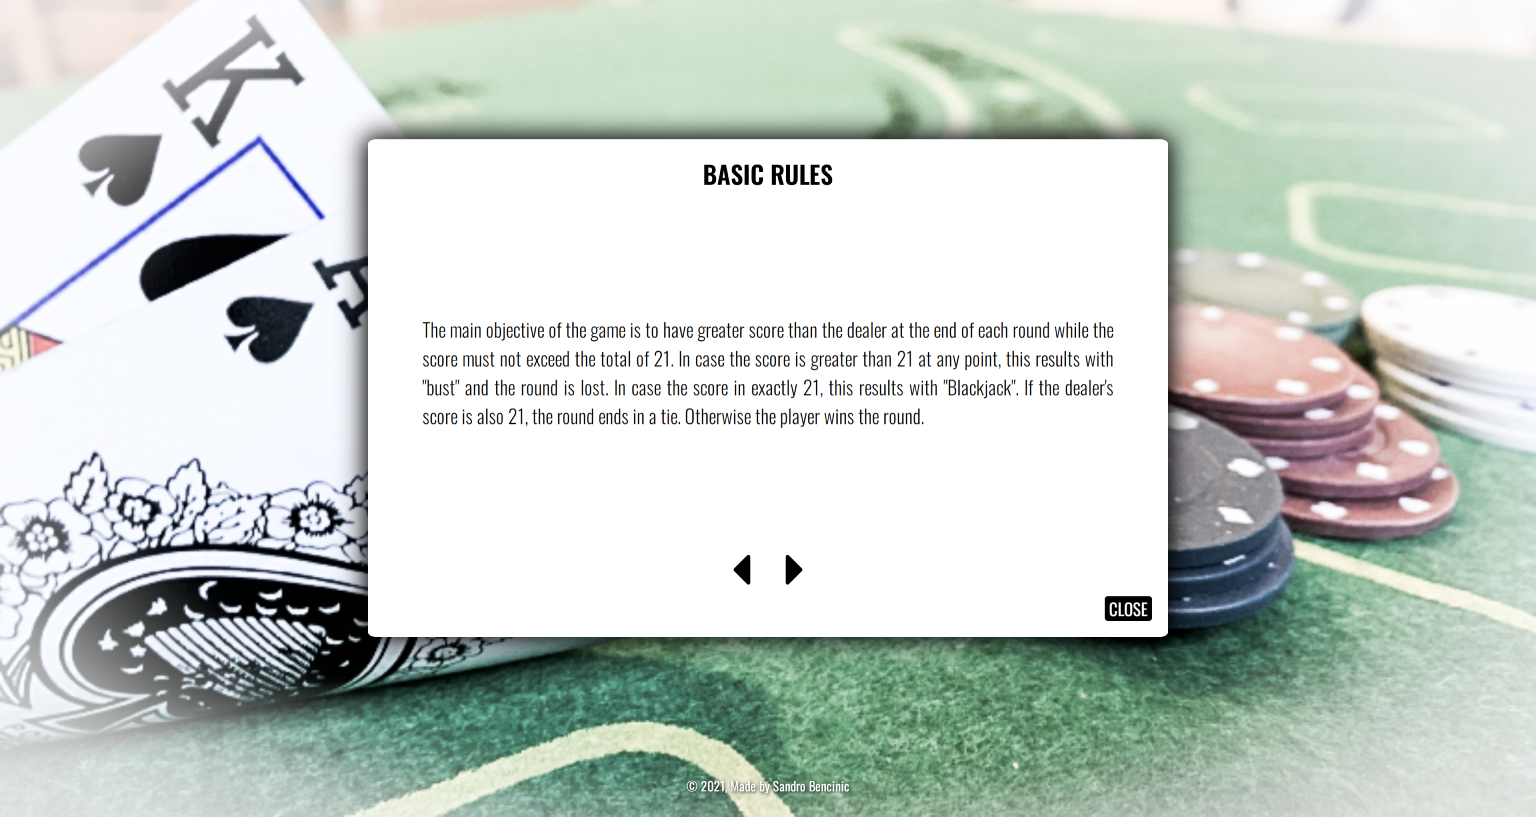 K
BASIC RULES
The main objective of the game is to have greater score than the dealer at the end of each round while the
score must not exceed the total of 21. In case the score is greater than 21 at any point, this results with
"bust" and the round is lost. In case the score in exactly 21, this results with "Blackjack". If the dealer's
score is also 21, the round ends in a tie. Otherwise the player wins the round.
CLOSE
© 2021, Made by Sandro Bencinic